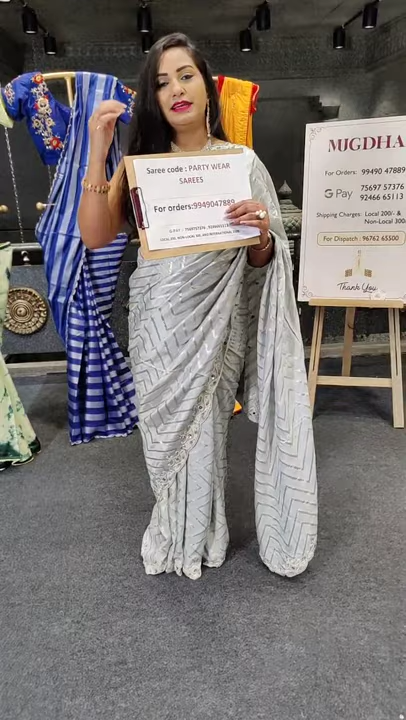 Saree code : PARTY WEAR
SAREES
For orders:9949047889
MUGDHA
For Orders: 99490 47889
G Pay 75697 57376
92466 65113
Shipping Charges: Local 200/- &
Non-Local 300
For Dispatch : 96762 65500
Thank You